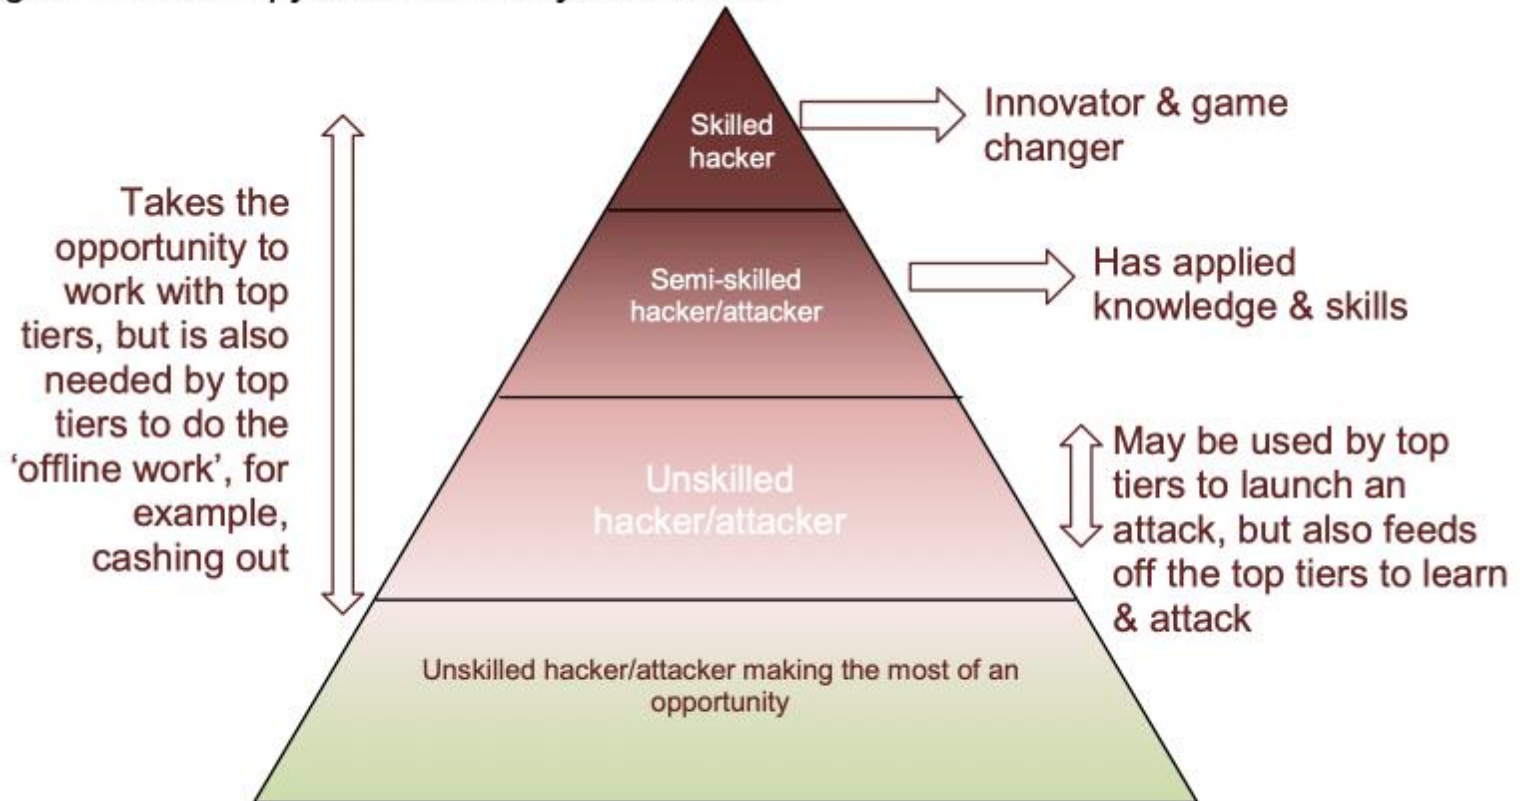 Skilled
hacker
Innovator & game
changer
Takes the
opportunity to
work with top
tiers, but is also
needed by top
tiers to do the
‘offline work’, for
example,
cashing out
Semi-skilled
hacker/attacker
Has applied
knowledge & skills
Unskilled
hacker/attacker
May be used by top
tiers to launch an
attack, but also feeds
off the top tiers to learn
& attack
Unskilled hacker/attacker making the most of an
opportunity